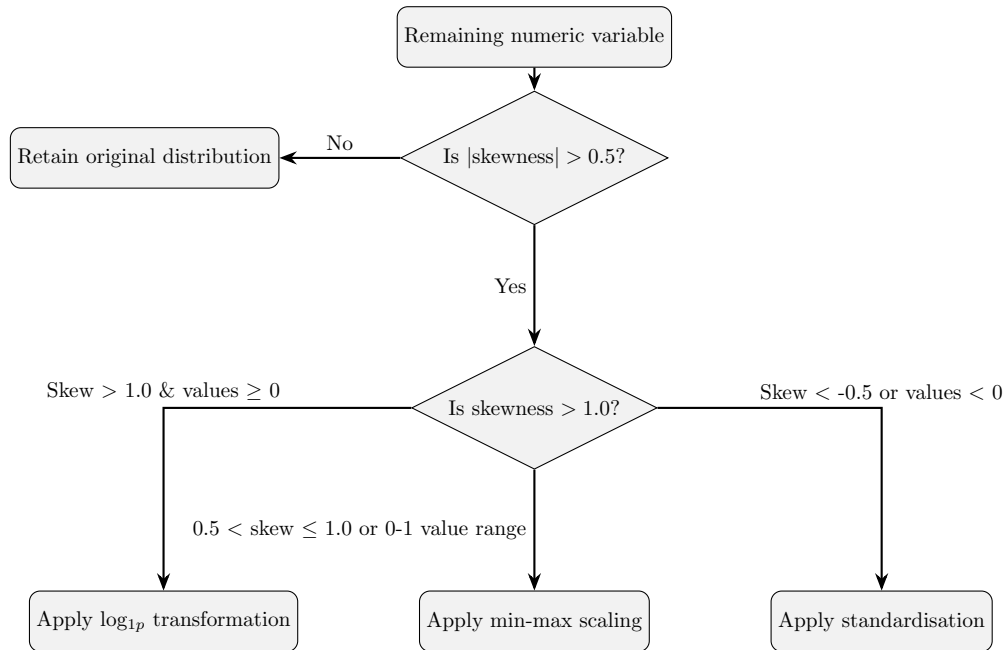 Remaining numeric variable
Is |skewness| > 0.5?
No
Retain original distribution
Yes
Skew > 1.0 & values ≥ 0
Is skewness > 1.0?
Skew < -0.5 or values < 0
0.5 < skew ≤ 1.0 or 0-1 value range
Apply log₁ₚ transformation
Apply min-max scaling
Apply standardisation